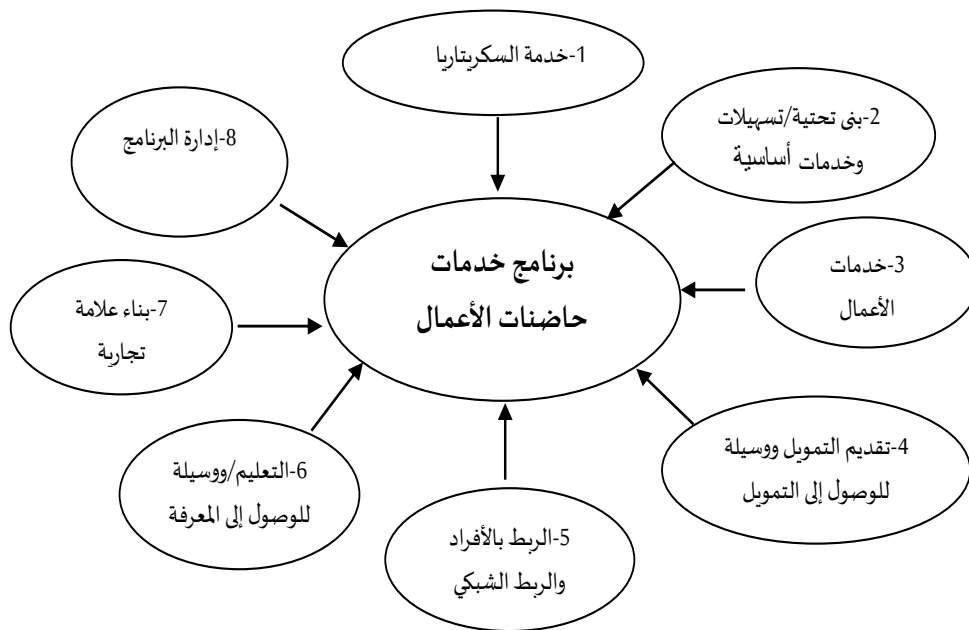 1-خدمة السكريتاريا
2-بنى تحتية/تسهيلات
وخدمات أساسية
3-خدمات
الأعمال
4-تقديم التمويل ووسيلة
للوصول إلى التمويل
5-الربط بالأفراد
والربط الشبكي
6-التعليم/ووسيلة
للوصول إلى المعرفة
7-بناء علامة
تجارية
8-إدارة البرنامج
برنامج خدمات
حاضنات الأعمال